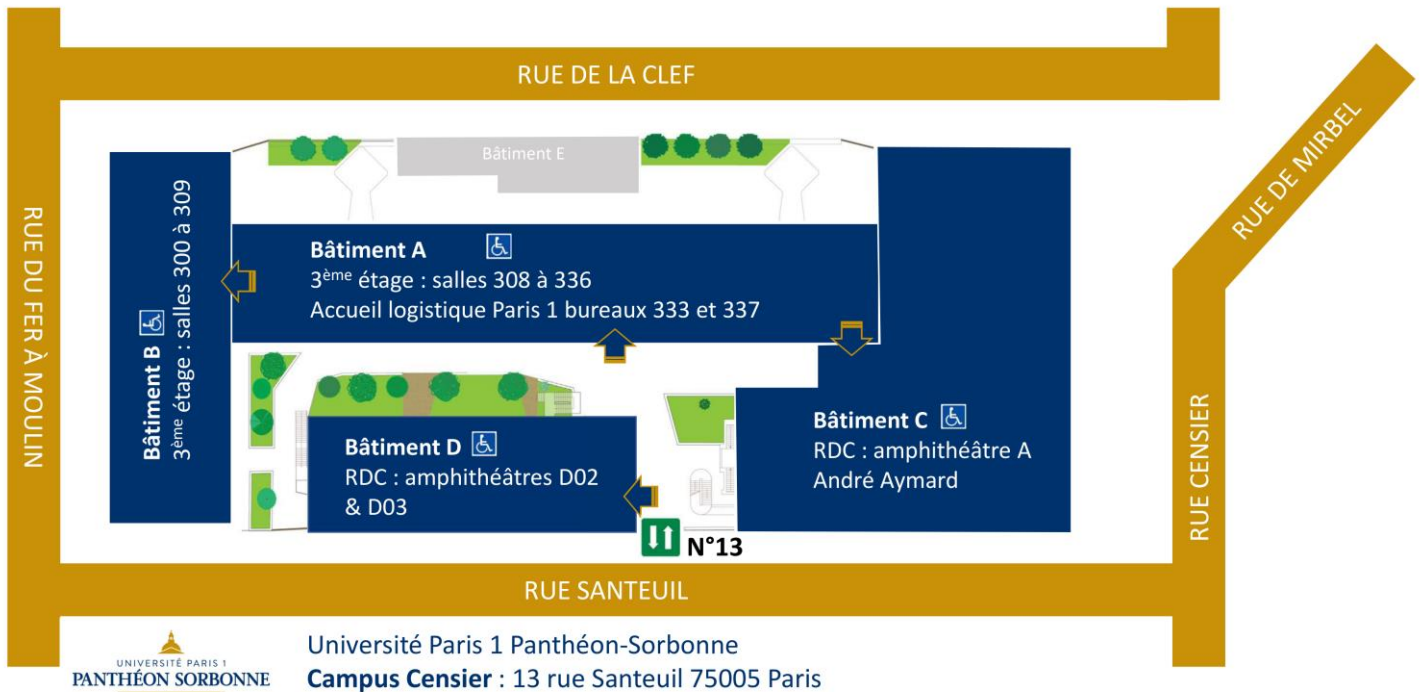 RUE DE LA CLEF
RUE DE MIRBEL
Bâtiment E
RUE DU FER À MOULIN
Bâtiment B
3ème étage : salles 300 à 309
Bâtiment A
3ème étage : salles 308 à 336
Accueil logistique Paris 1 bureaux 333 et 337
Bâtiment D
RDC : amphithéâtres D02
& D03
Bâtiment C
RDC : amphithéâtre A
André Aymard
RUE CENSIER
N°13
RUE SANTEUIL
UNIVERSITÉ PARIS 1
PANTHÉON SORBONNE
Université Paris 1 Panthéon-Sorbonne
Campus Censier : 13 rue Santeuil 75005 Paris